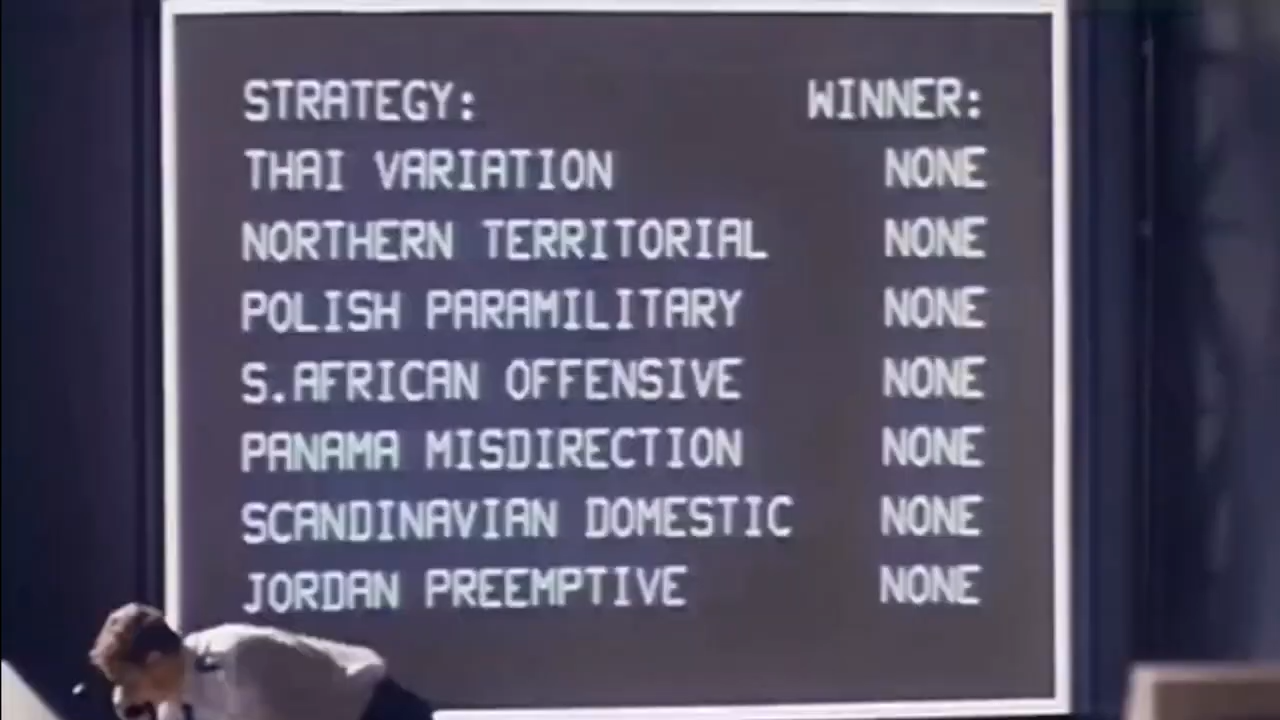 STRATEGY: WINNER:
THAI VARIATION NONE
NORTHERN TERRITORIAL NONE
POLISH PARAMILITARY NONE
S.AFRICAN OFFENSIVE NONE
PANAMA MISDIRECTION NONE
SCANDINAVIAN DOMESTIC NONE
JORDAN PREEMPTIVE NONE